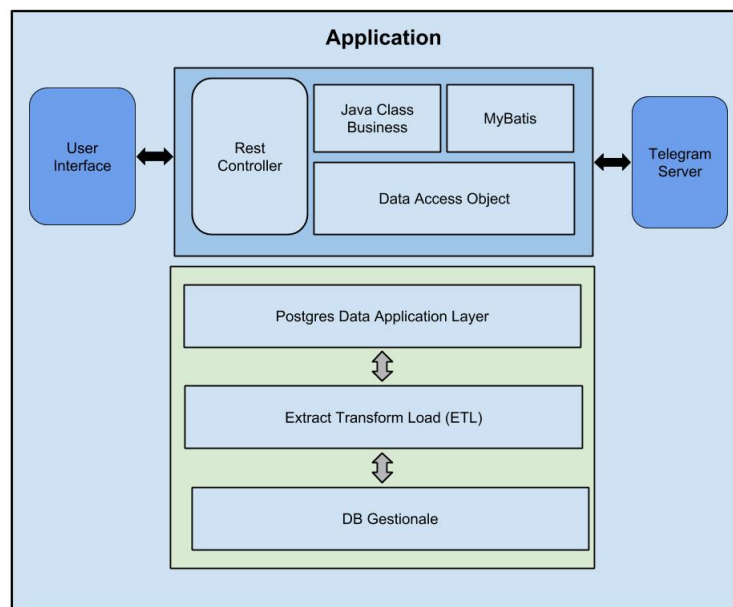 Application
User
Interface
Rest
Controller
Java Class
Business
MyBatis
Data Access Object
Telegram
Server
Postgres Data Application Layer
Extract Transform Load (ETL)
DB Gestionale